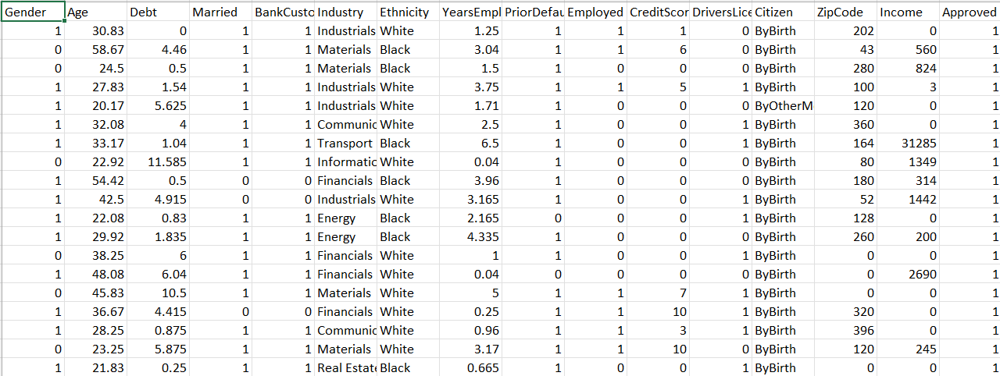 Gender Age Debt Married BankCusto Industry Ethnicity YearsEmpl PriorDefau Employed CreditScor DriversLice Citizen ZipCode Income Approved
1 30.83 0 1 1 Industrials White 1.25 1 1 1 0 ByBirth 202 0 1
0 58.67 4.46 1 1 Materials Black 3.04 1 1 6 0 ByBirth 43 560 1
0 24.5 0.5 1 1 Materials Black 1.5 1 0 0 0 ByBirth 280 824 1
1 27.83 1.54 1 1 Industrials White 3.75 1 1 5 1 ByBirth 100 3 1
1 20.17 5.625 1 1 Industrials White 1.71 1 0 0 0 ByOtherM 120 0 1
1 32.08 4 1 1 Communic White 2.5 1 0 0 1 ByBirth 360 0 1
1 33.17 1.04 1 1 Transport Black 6.5 1 0 0 1 ByBirth 164 31285 1
0 22.92 11.585 1 1 Informatic White 0.04 1 0 0 0 ByBirth 80 1349 1
1 54.42 0.5 0 0 Financials Black 3.96 1 0 0 0 ByBirth 180 314 1
1 42.5 4.915 0 0 Industrials White 3.165 1 0 0 1 ByBirth 52 1442 1
1 22.08 0.83 1 1 Energy Black 2.165 0 0 0 1 ByBirth 128 0 1
1 29.92 1.835 1 1 Energy Black 4.335 1 0 0 0 ByBirth 260 200 1
0 38.25 6 1 1 Financials White 1 1 0 0 1 ByBirth 0 0 1
1 48.08 6.04 1 1 Financials White 0.04 0 0 0 0 ByBirth 0 2690 1
0 45.83 10.5 1 1 Materials White 5 1 1 7 1 ByBirth 0 0 1
1 36.67 4.415 0 0 Financials White 0.25 1 1 10 1 ByBirth 320 0 1
1 28.25 0.875 1 1 Communic White 0.96 1 1 3 1 ByBirth 396 0 1
0 23.25 5.875 1 1 Materials White 3.17 1 1 10 0 ByBirth 120 245 1
1 21.83 0.25 1 1 Real Estate Black 0.665 1 0 0 1 ByBirth 0 0 1